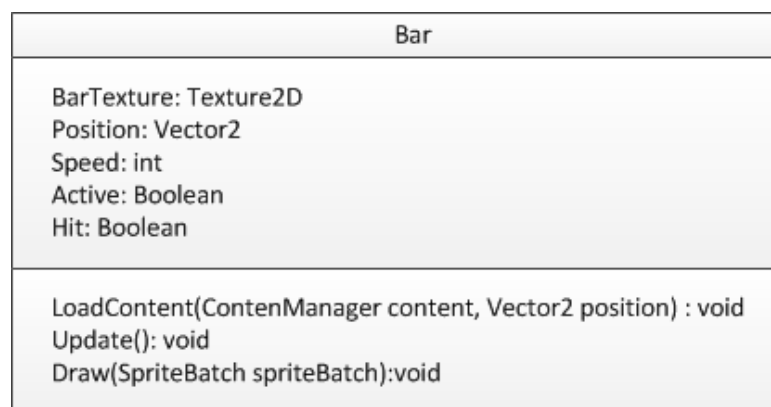 Bar
BarTexture: Texture2D
Position: Vector2
Speed: int
Active: Boolean
Hit: Boolean
LoadContent(ContenManager content, Vector2 position) : void
Update(): void
Draw(SpriteBatch spriteBatch):void